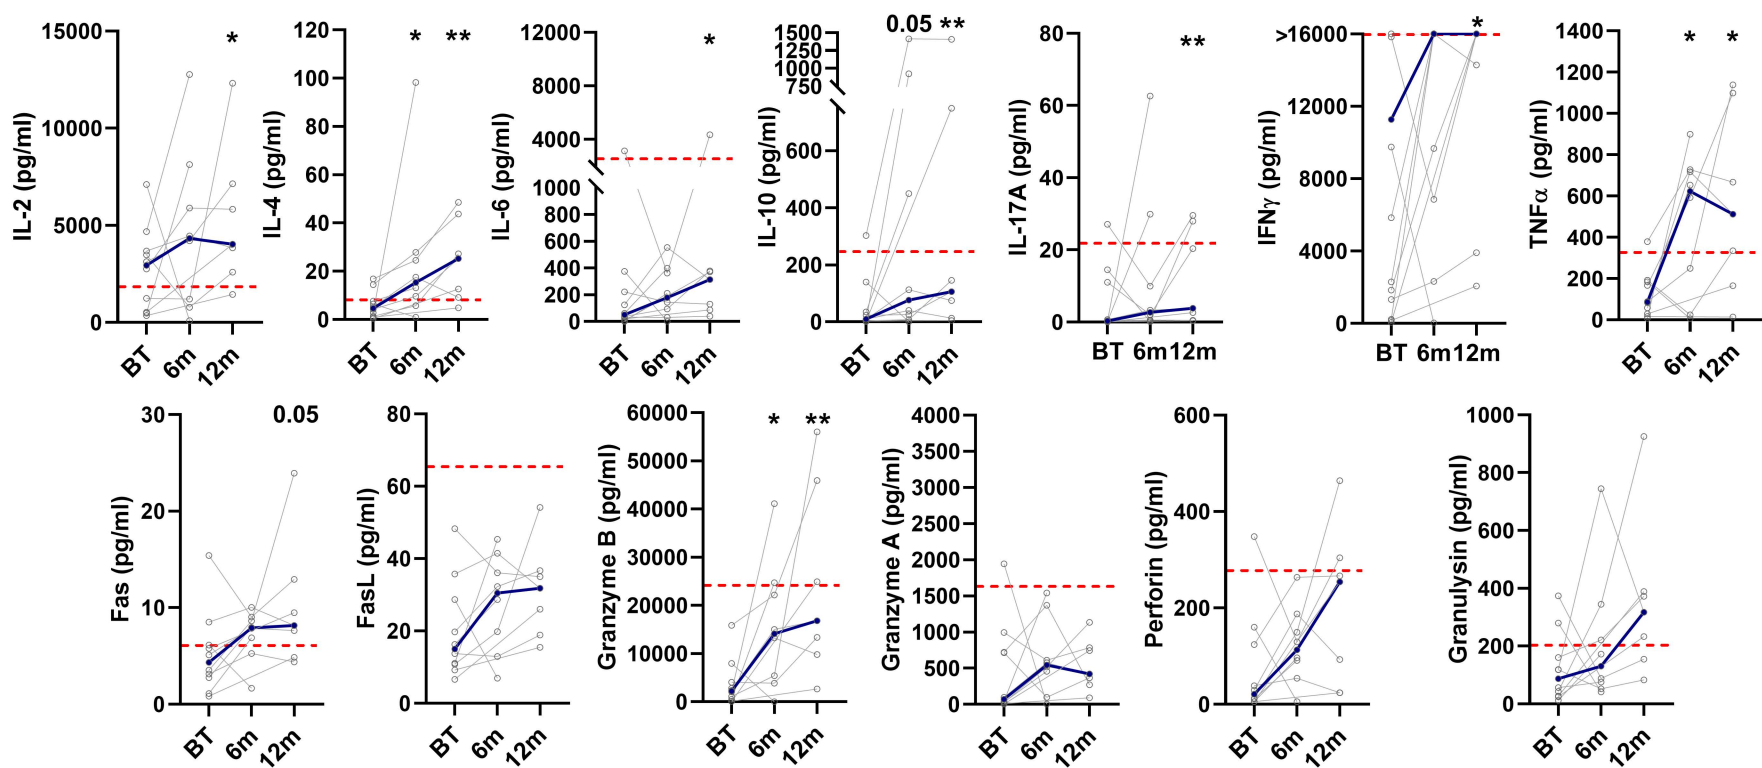 IL-2 (pg/ml)
15000
10000
5000
0
*
BT
6m
12m
IL-4 (pg/ml)
120
100
80
60
40
20
0
*
**
BT
6m
12m
IL-6 (pg/ml)
12000
8000
4000
1000
800
600
400
200
0
*
BT
6m
12m
IL-10 (pg/ml)
1500
1250
1000
750
600
400
200
0
0.05
**
BT
6m
12m
IL-17A (pg/ml)
80
60
40
20
0
**
BT 6m 12m
IFNγ (pg/ml)
>16000
12000
8000
4000
0
*
BT 6m 12m
TNFα (pg/ml)
1400
1200
1000
800
600
400
200
0
*
*
BT
6m
12m
Fas (pg/ml)
30
20
10
0
0.05
BT
6m
12m
FasL (pg/ml)
80
60
40
20
0
BT
6m
12m
Granzyme B (pg/ml)
60000
50000
40000
30000
20000
10000
0
*
**
BT
6m
12m
Granzyme A (pg/ml)
4000
3500
3000
2500
2000
1500
1000
500
0
BT
6m
12m
Perforin (pg/ml)
600
400
200
0
BT
6m
12m
Granulysin (pg/ml)
1000
800
600
400
200
0
BT
6m
12m